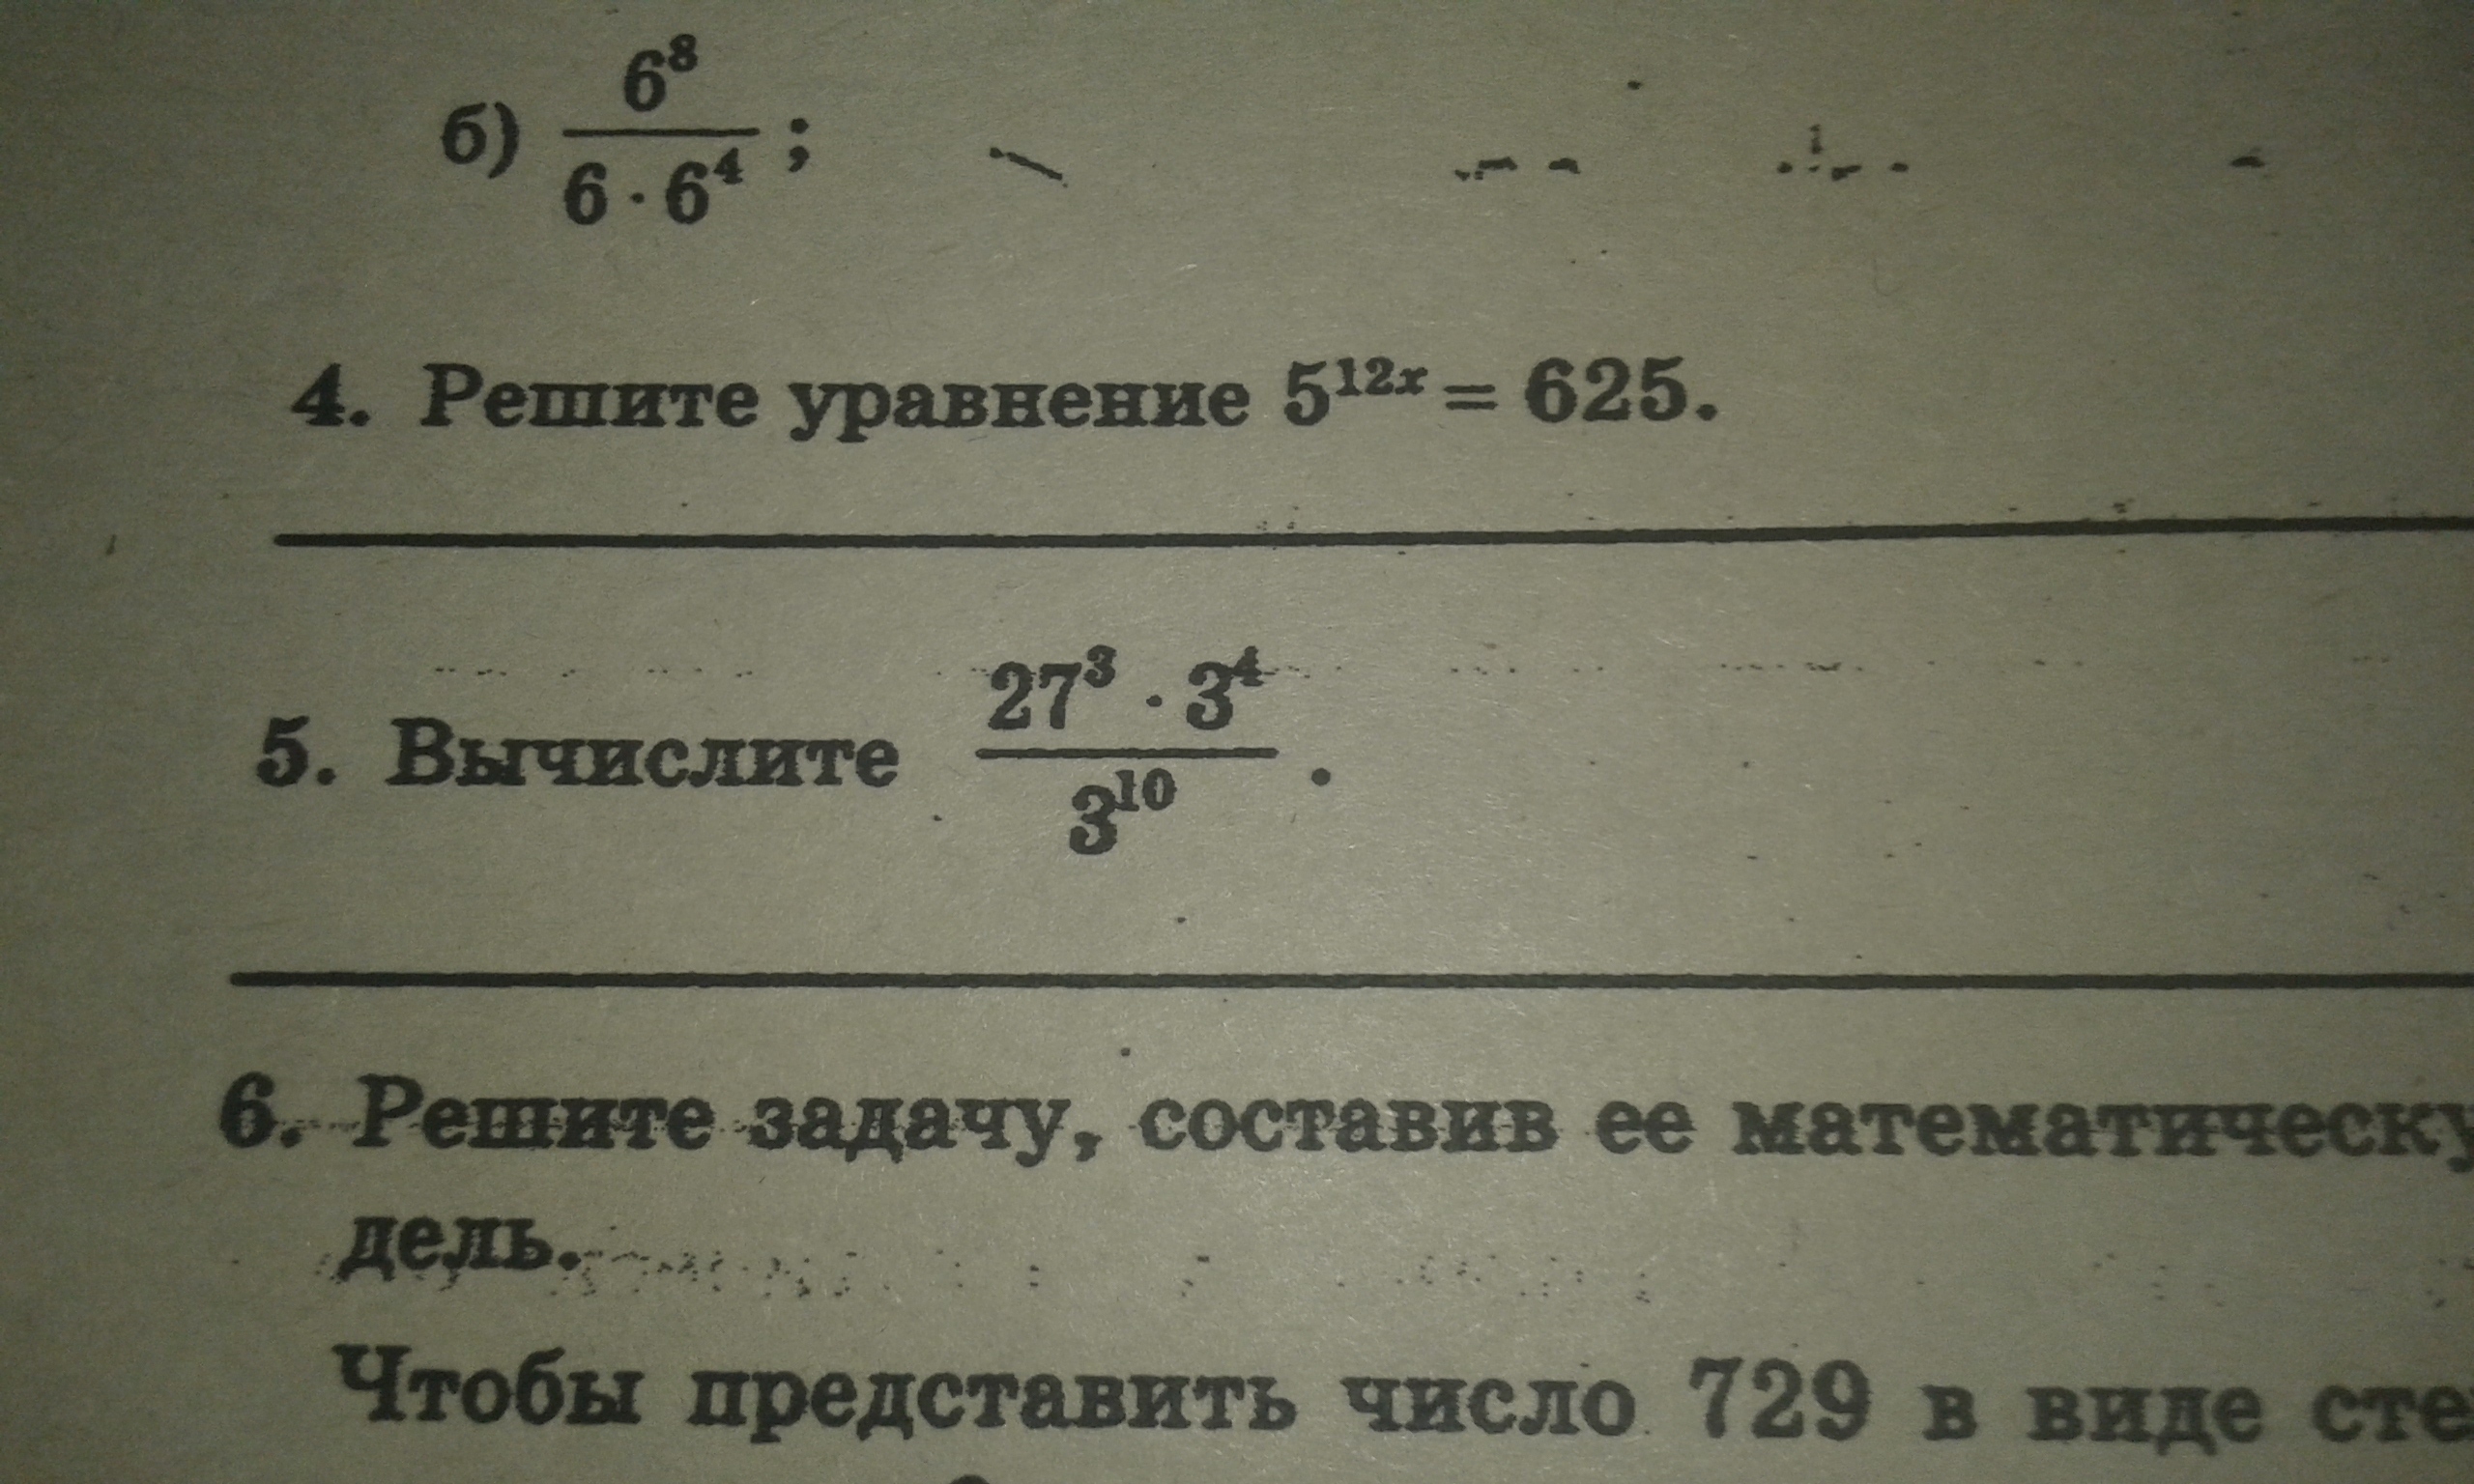 б) 6⁸ / (6 · 6⁴) ;
4. Решите уравнение 5¹²ˣ = 625.
5. Вычислите (27³ · 3⁴) / 3¹⁰ .
6. Решите задачу, составив ее математическу
дель.
Чтобы представить число 729 в виде сте